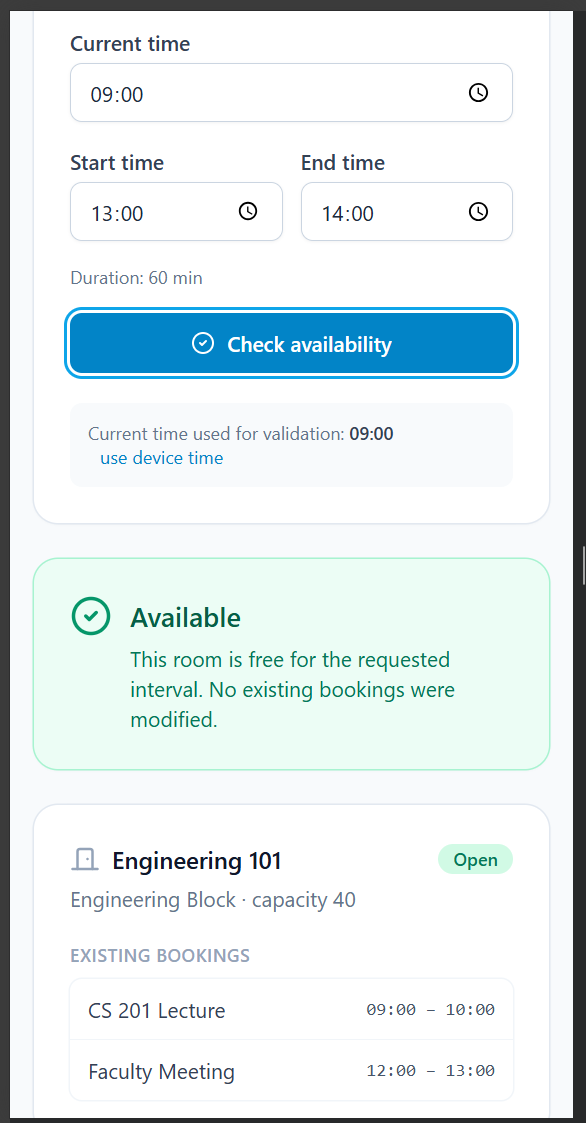 Current time
09:00
Start time
End time
13:00
14:00
Duration: 60 min
Check availability
Current time used for validation: 09:00
use device time
Available
This room is free for the requested
interval. No existing bookings were
modified.
Engineering 101
Open
Engineering Block · capacity 40
EXISTING BOOKINGS
CS 201 Lecture
09:00 – 10:00
Faculty Meeting
12:00 – 13:00